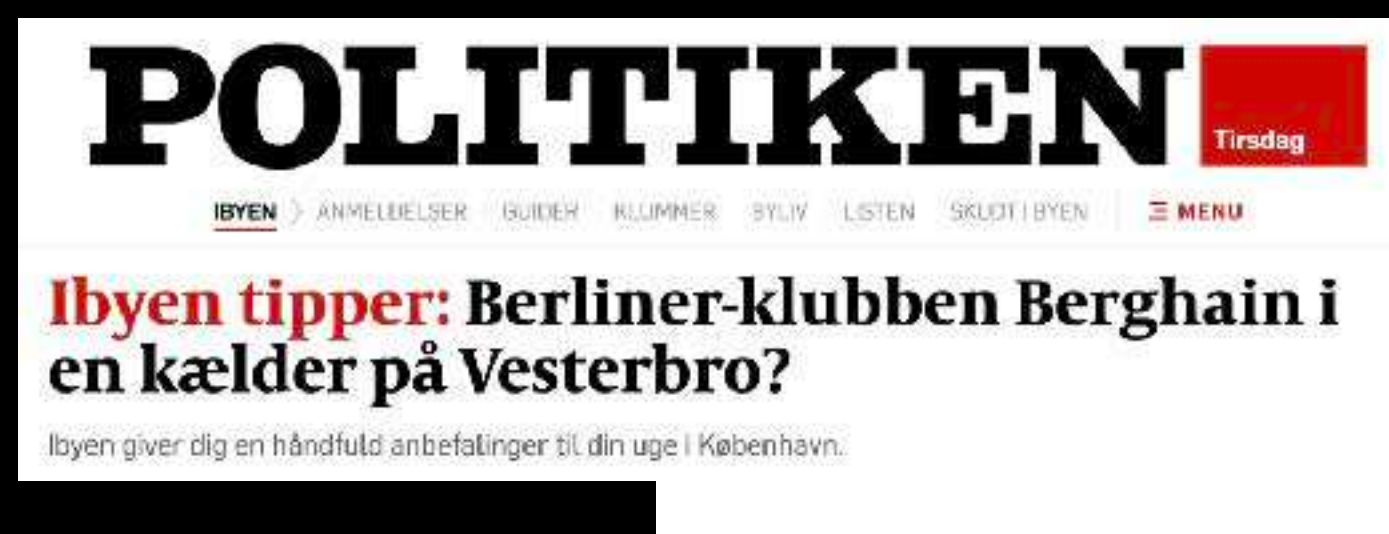 POLITIKEN
Tirsdag
IBYEN > ANMELDELSER GUIDER KLUMMER BYLIV LISTEN SKUDT I BYEN ☰ MENU
Ibyen tipper: Berliner-klubben Berghain i
en kælder på Vesterbro?
Ibyen giver dig en håndfuld anbefalinger til din uge i København.